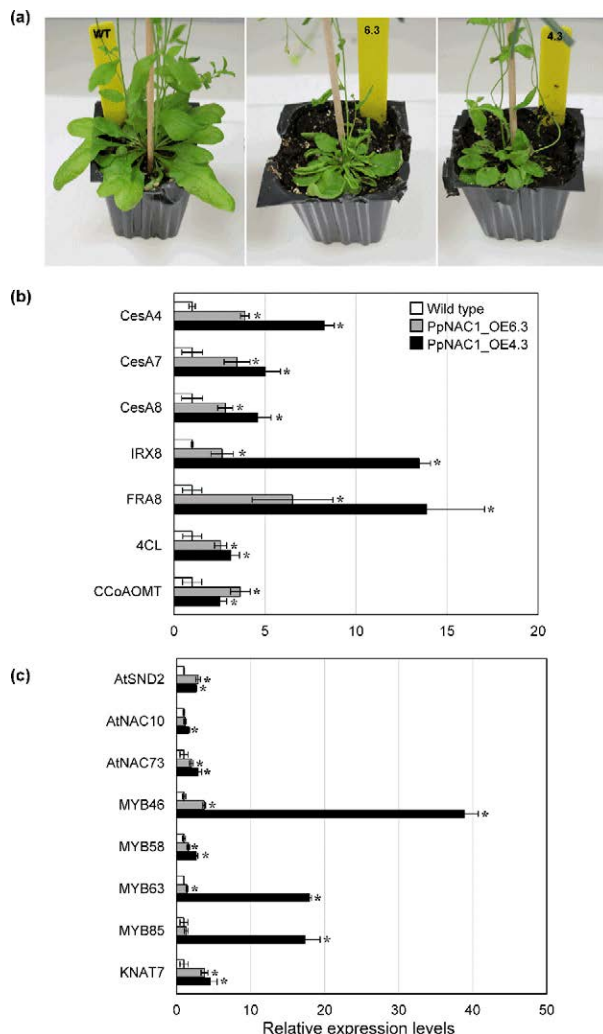 (a)
WT
6.3
4.3
(b)
Wild type
PpNAC1_OE6.3
PpNAC1_OE4.3
CesA4
*
*
CesA7
*
*
CesA8
*
*
IRX8
*
*
FRA8
*
*
4CL
*
*
CCoAOMT
*
*
0 5 10 15 20
(c)
AtSND2
*
*
AtNAC10
*
AtNAC73
*
*
MYB46
*
*
MYB58
*
*
MYB63
*
*
MYB85
*
KNAT7
*
*
0 10 20 30 40 50
Relative expression levels